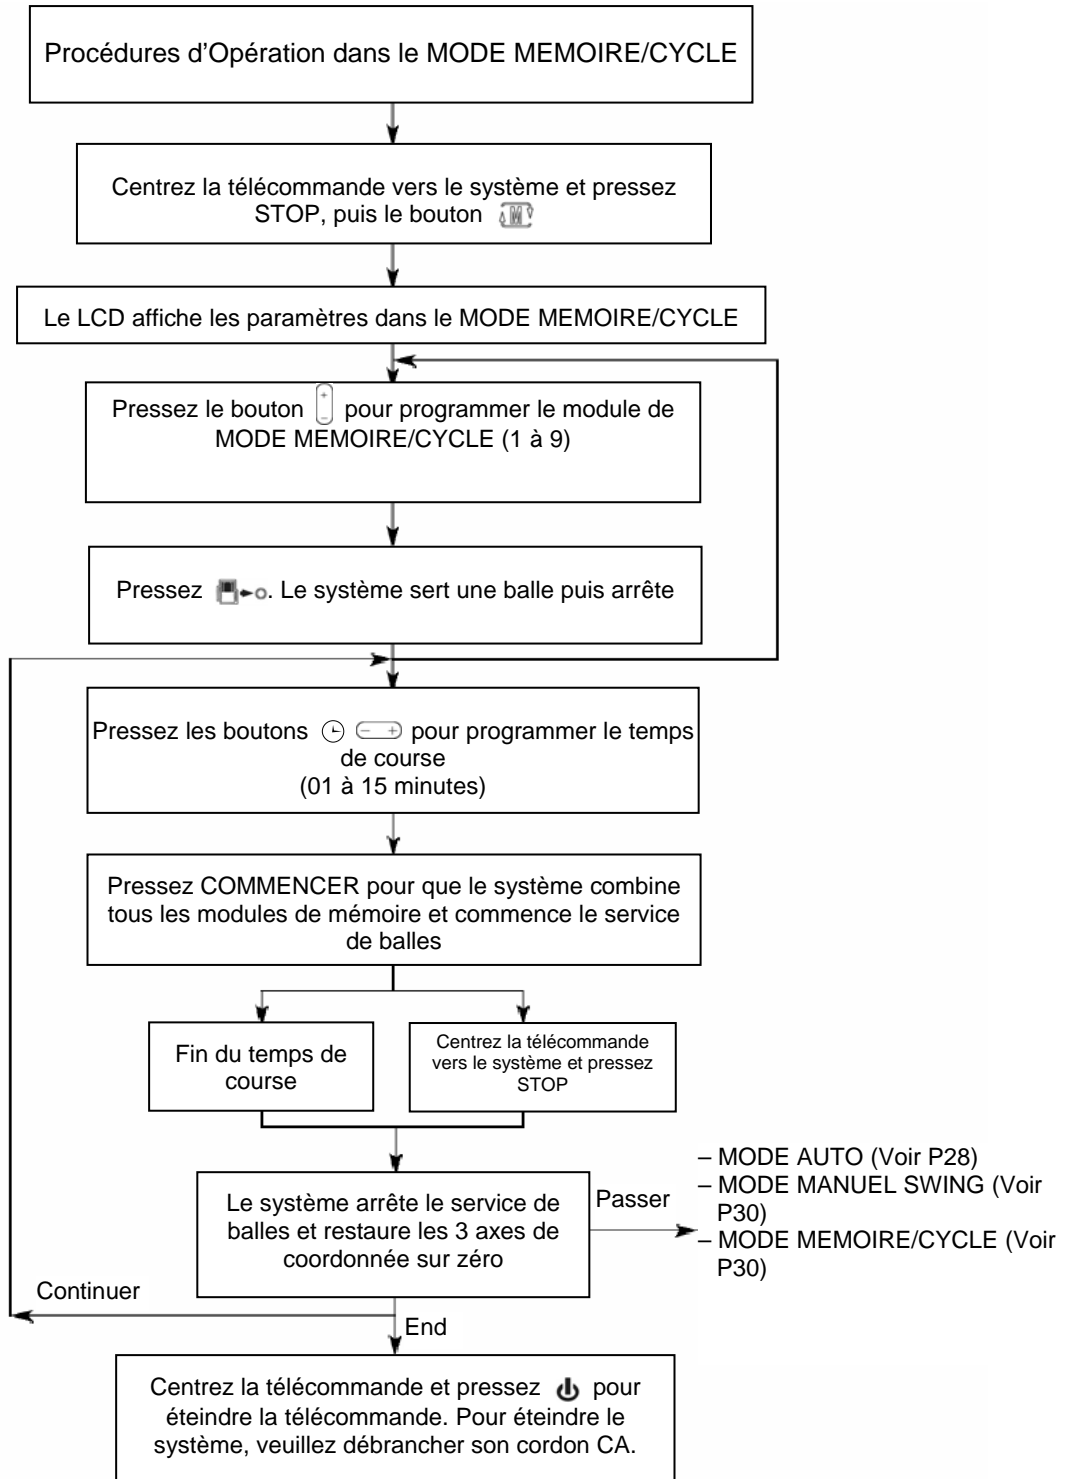 Procédures d'Opération dans le MODE MEMOIRE/CYCLE
Centrez la télécommande vers le système et pressez
STOP, puis le bouton M
Le LCD affiche les paramètres dans le MODE MEMOIRE/CYCLE
Pressez le bouton + − pour programmer le module de
MODE MEMOIRE/CYCLE (1 à 9)
Pressez . Le système sert une balle puis arrête
Pressez les boutons − + pour programmer le temps
de course
(01 à 15 minutes)
Pressez COMMENCER pour que le système combine
tous les modules de mémoire et commence le service
de balles
Fin du temps de
course
Centrez la télécommande
vers le système et pressez
STOP
Le système arrête le service de
balles et restaure les 3 axes de
coordonnée sur zéro
Passer
– MODE AUTO (Voir P28)
– MODE MANUEL SWING (Voir
P30)
– MODE MEMOIRE/CYCLE (Voir
P30)
Continuer
End
Centrez la télécommande et pressez pour
éteindre la télécommande. Pour éteindre le
système, veuillez débrancher son cordon CA.